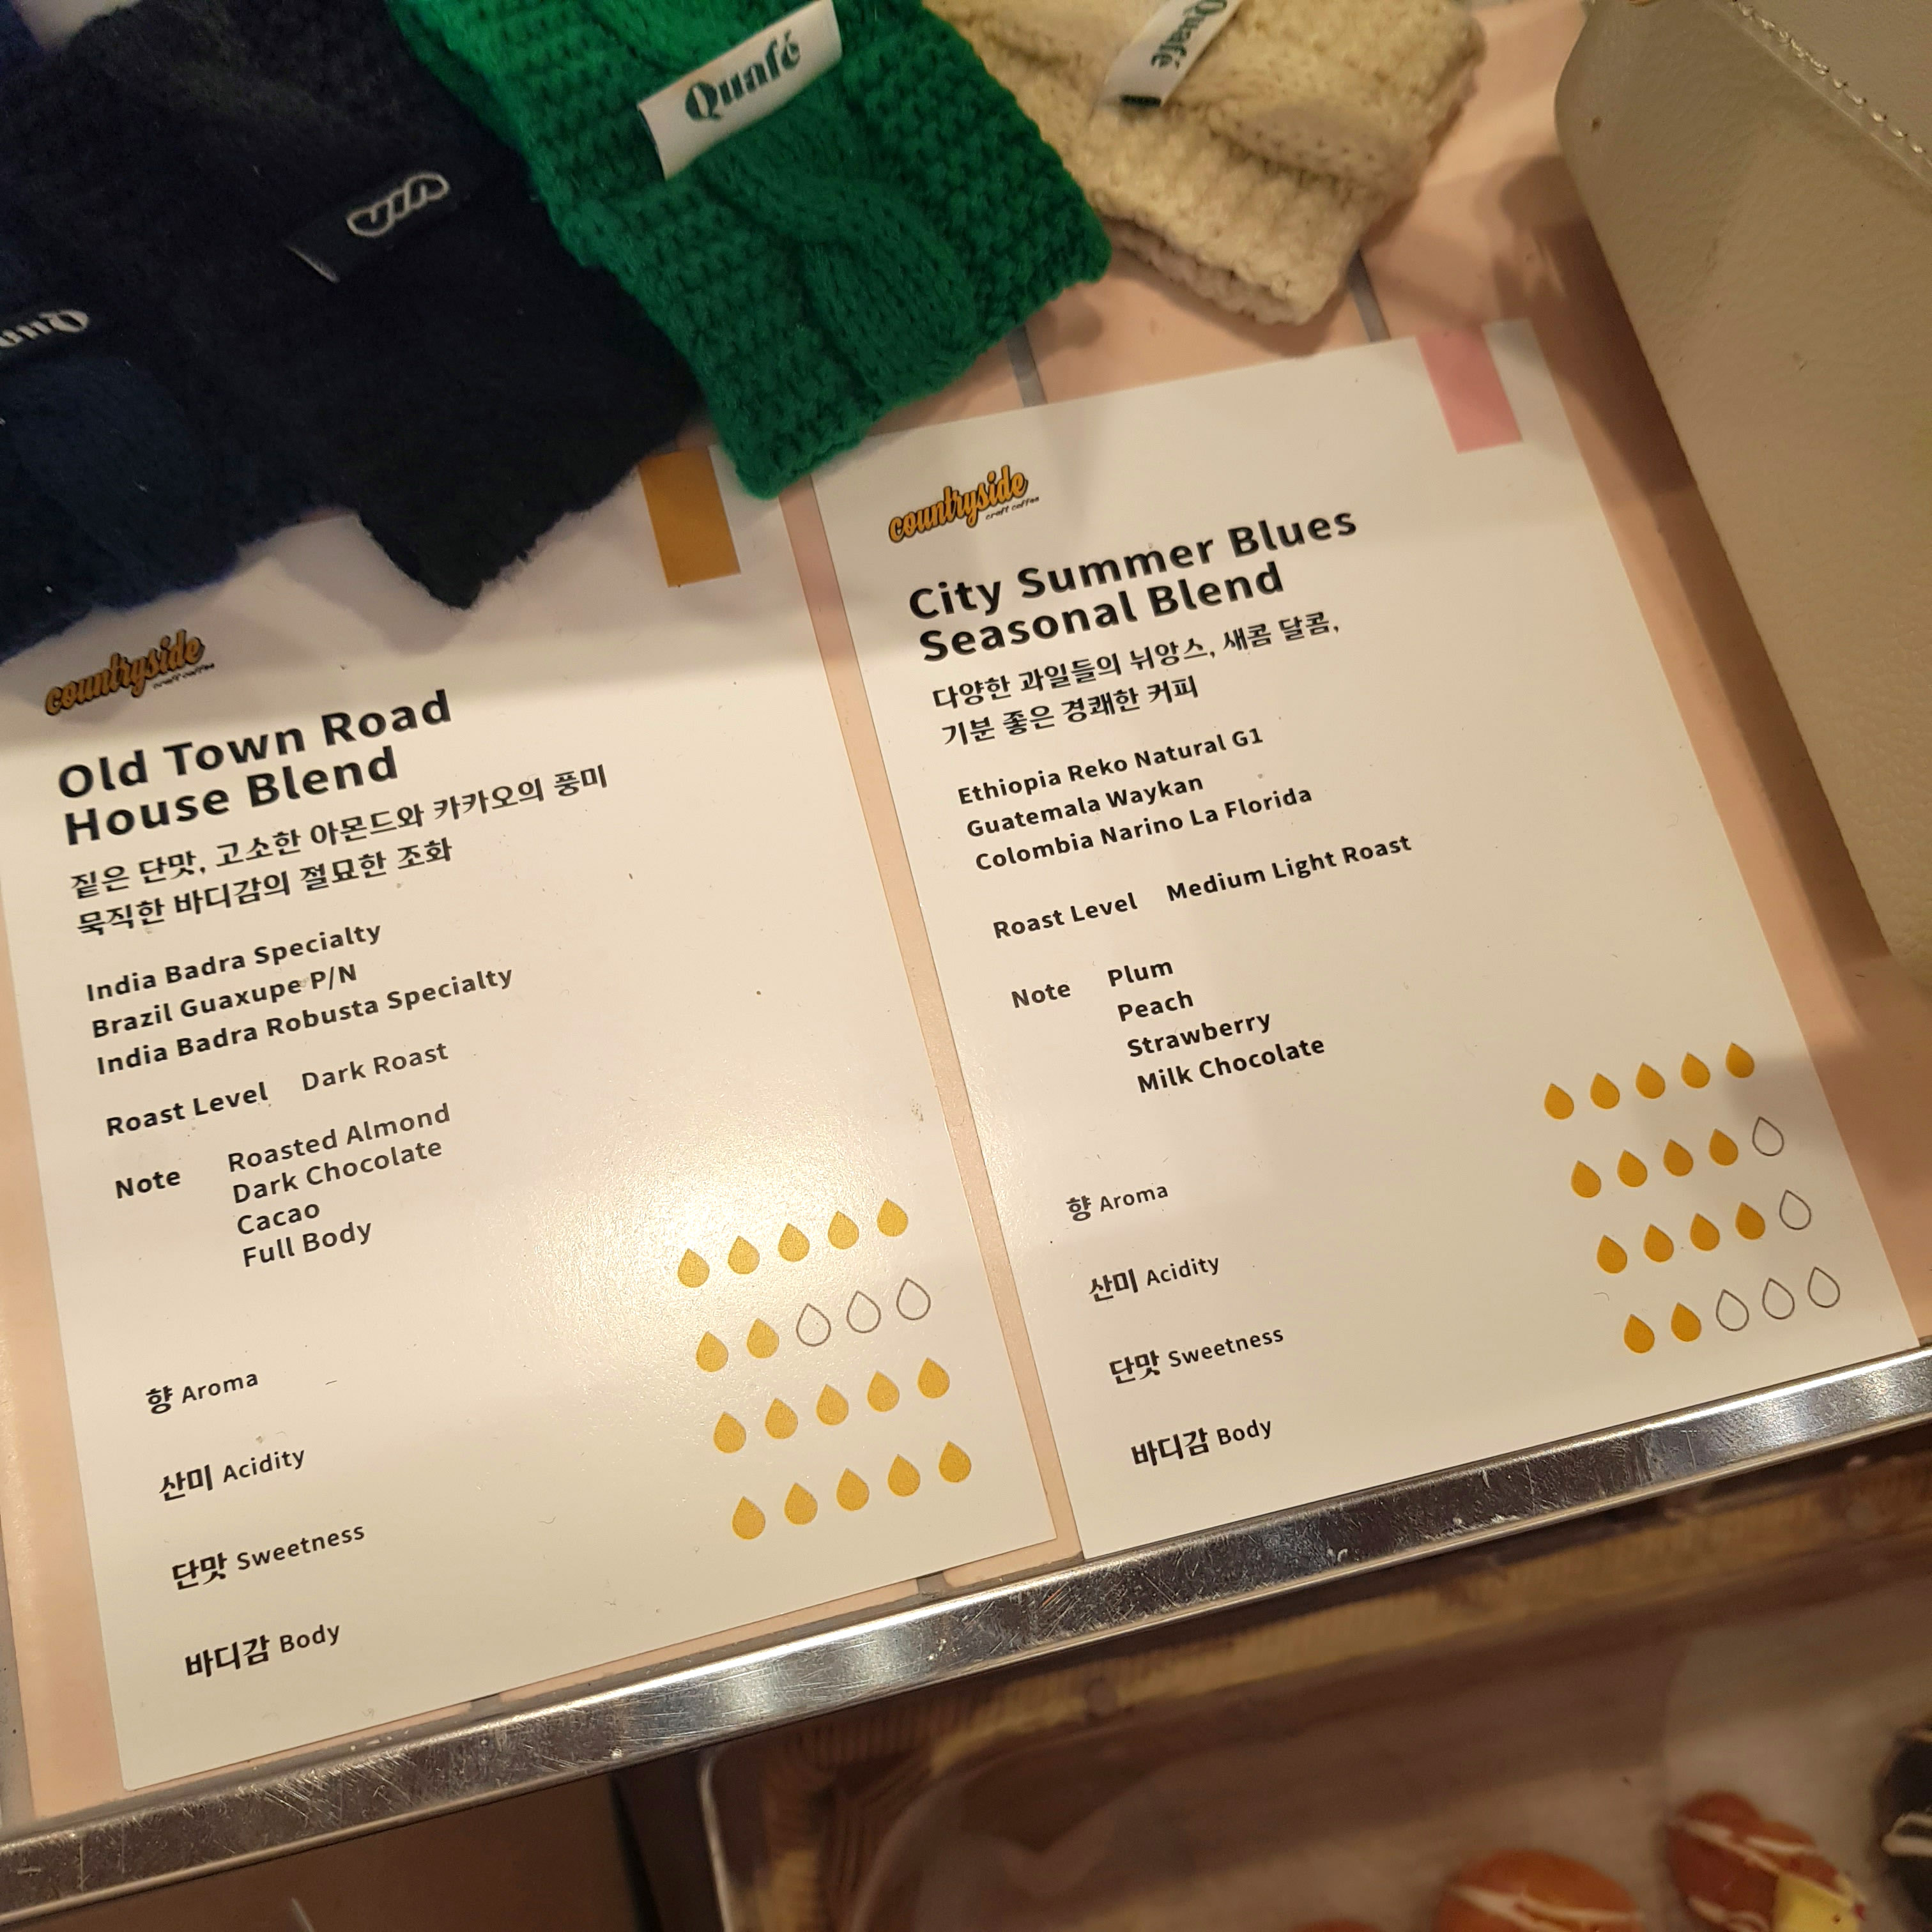 Quafé
Quafé
countryside
craft coffee
Old Town Road
House Blend
짙은 단맛, 고소한 아몬드와 카카오의 풍미
묵직한 바디감의 절묘한 조화
India Badra Specialty
Brazil Guaxupe P/N
India Badra Robusta Specialty
Roast Level Dark Roast
Note Roasted Almond
Dark Chocolate
Cacao
Full Body
향 Aroma
산미 Acidity
단맛 Sweetness
바디감 Body
countryside
craft coffee
City Summer Blues
Seasonal Blend
다양한 과일들의 뉘앙스, 새콤 달콤,
기분 좋은 경쾌한 커피
Ethiopia Reko Natural G1
Guatemala Waykan
Colombia Narino La Florida
Roast Level Medium Light Roast
Note Plum
Peach
Strawberry
Milk Chocolate
향 Aroma
산미 Acidity
단맛 Sweetness
바디감 Body